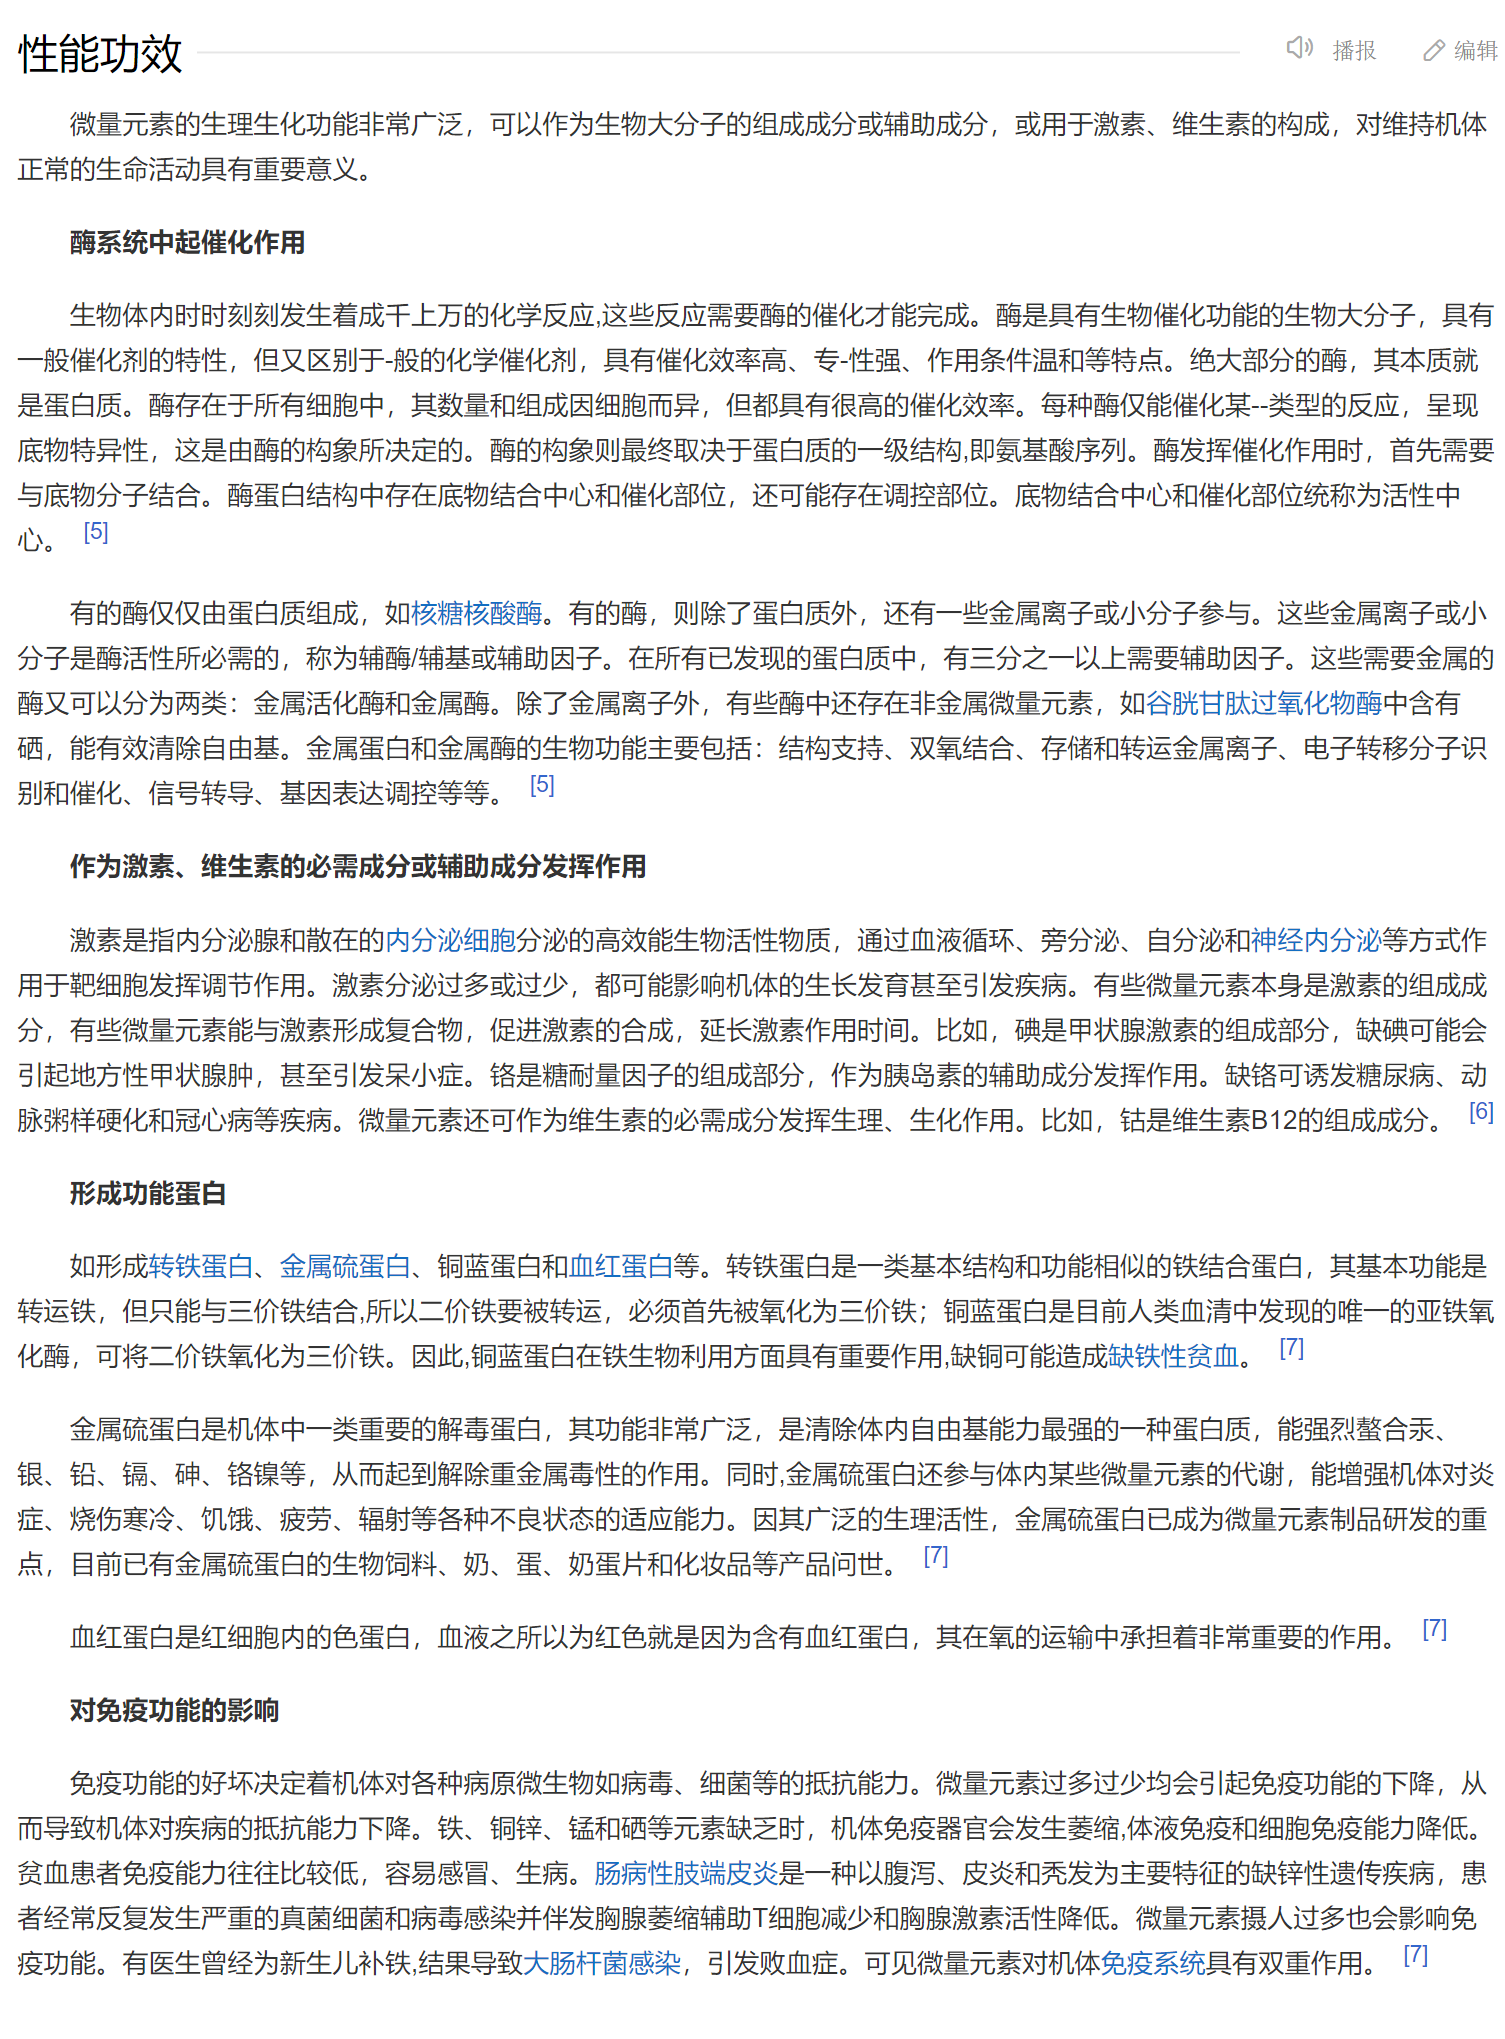 性能功效
播报
编辑
微量元素的生理生化功能非常广泛，可以作为生物大分子的组成成分或辅助成分，或用于激素、维生素的构成，对维持机体
正常的生命活动具有重要意义。
酶系统中起催化作用
生物体内时时刻刻发生着成千上万的化学反应,这些反应需要酶的催化才能完成。酶是具有生物催化功能的生物大分子，具有
一般催化剂的特性，但又区别于-般的化学催化剂，具有催化效率高、专-性强、作用条件温和等特点。绝大部分的酶，其本质就
是蛋白质。酶存在于所有细胞中，其数量和组成因细胞而异，但都具有很高的催化效率。每种酶仅能催化某--类型的反应，呈现
底物特异性，这是由酶的构象所决定的。酶的构象则最终取决于蛋白质的一级结构,即氨基酸序列。酶发挥催化作用时，首先需要
与底物分子结合。酶蛋白结构中存在底物结合中心和催化部位，还可能存在调控部位。底物结合中心和催化部位统称为活性中
心。 [5]
有的酶仅仅由蛋白质组成，如核糖核酸酶。有的酶，则除了蛋白质外，还有一些金属离子或小分子参与。这些金属离子或小
分子是酶活性所必需的，称为辅酶/辅基或辅助因子。在所有已发现的蛋白质中，有三分之一以上需要辅助因子。这些需要金属的
酶又可以分为两类：金属活化酶和金属酶。除了金属离子外，有些酶中还存在非金属微量元素，如谷胱甘肽过氧化物酶中含有
硒，能有效清除自由基。金属蛋白和金属酶的生物功能主要包括：结构支持、双氧结合、存储和转运金属离子、电子转移分子识
别和催化、信号转导、基因表达调控等等。 [5]
作为激素、维生素的必需成分或辅助成分发挥作用
激素是指内分泌腺和散在的内分泌细胞分泌的高效能生物活性物质，通过血液循环、旁分泌、自分泌和神经内分泌等方式作
用于靶细胞发挥调节作用。激素分泌过多或过少，都可能影响机体的生长发育甚至引发疾病。有些微量元素本身是激素的组成成
分，有些微量元素能与激素形成复合物，促进激素的合成，延长激素作用时间。比如，碘是甲状腺激素的组成部分，缺碘可能会
引起地方性甲状腺肿，甚至引发呆小症。铬是糖耐量因子的组成部分，作为胰岛素的辅助成分发挥作用。缺铬可诱发糖尿病、动
脉粥样硬化和冠心病等疾病。微量元素还可作为维生素的必需成分发挥生理、生化作用。比如，钴是维生素B12的组成成分。 [6]
形成功能蛋白
如形成转铁蛋白、金属硫蛋白、铜蓝蛋白和血红蛋白等。转铁蛋白是一类基本结构和功能相似的铁结合蛋白，其基本功能是
转运铁，但只能与三价铁结合,所以二价铁要被转运，必须首先被氧化为三价铁；铜蓝蛋白是目前人类血清中发现的唯一的亚铁氧
化酶，可将二价铁氧化为三价铁。因此,铜蓝蛋白在铁生物利用方面具有重要作用,缺铜可能造成缺铁性贫血。 [7]
金属硫蛋白是机体中一类重要的解毒蛋白，其功能非常广泛，是清除体内自由基能力最强的一种蛋白质，能强烈螯合汞、
银、铅、镉、砷、铬镍等，从而起到解除重金属毒性的作用。同时,金属硫蛋白还参与体内某些微量元素的代谢，能增强机体对炎
症、烧伤寒冷、饥饿、疲劳、辐射等各种不良状态的适应能力。因其广泛的生理活性，金属硫蛋白已成为微量元素制品研发的重
点，目前已有金属硫蛋白的生物饲料、奶、蛋、奶蛋片和化妆品等产品问世。 [7]
血红蛋白是红细胞内的色蛋白，血液之所以为红色就是因为含有血红蛋白，其在氧的运输中承担着非常重要的作用。 [7]
对免疫功能的影响
免疫功能的好坏决定着机体对各种病原微生物如病毒、细菌等的抵抗能力。微量元素过多过少均会引起免疫功能的下降，从
而导致机体对疾病的抵抗能力下降。铁、铜锌、锰和硒等元素缺乏时，机体免疫器官会发生萎缩,体液免疫和细胞免疫能力降低。
贫血患者免疫能力往往比较低，容易感冒、生病。肠病性肢端皮炎是一种以腹泻、皮炎和秃发为主要特征的缺锌性遗传疾病，患
者经常反复发生严重的真菌细菌和病毒感染并伴发胸腺萎缩辅助T细胞减少和胸腺激素活性降低。微量元素摄人过多也会影响免
疫功能。有医生曾经为新生儿补铁,结果导致大肠杆菌感染，引发败血症。可见微量元素对机体免疫系统具有双重作用。 [7]